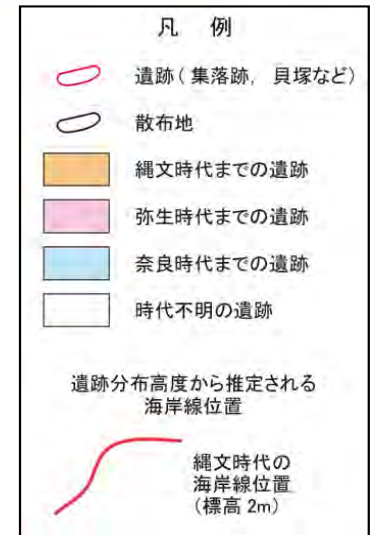 凡 例
遺跡（集落跡，貝塚など）
散布地
縄文時代までの遺跡
弥生時代までの遺跡
奈良時代までの遺跡
時代不明の遺跡
遺跡分布高度から推定される
海岸線位置
縄文時代の
海岸線位置
(標高 2m)